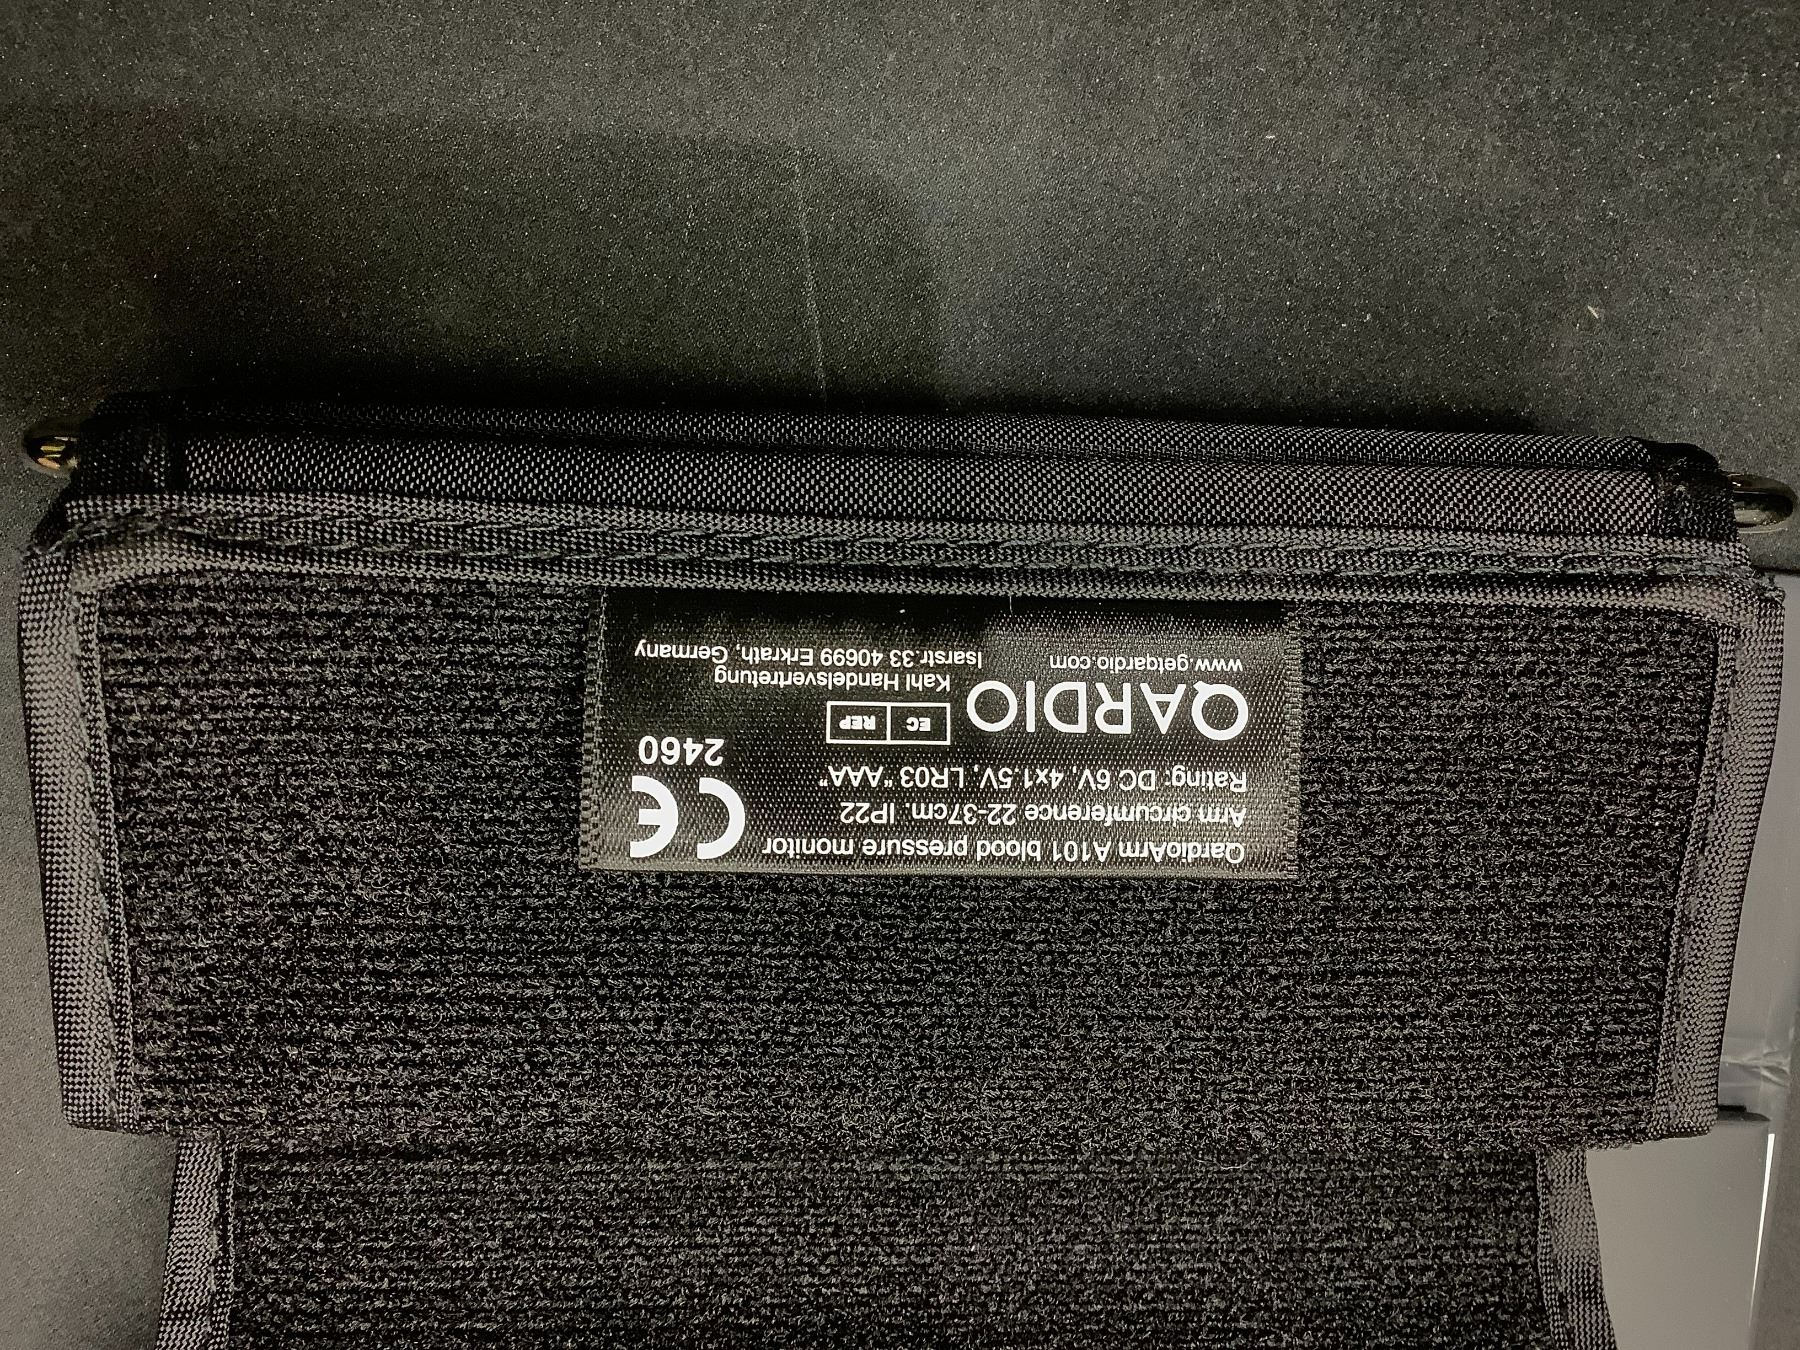 QardioArm A101 blood pressure monitor
Arm circumference 22-37cm. IP22
Rating: DC 6V, 4x1.5V, LR03 "AAA"
CE
2460
QARDIO
www.getqardio.com
EC REP
Kahl Handelsvertretung
Isarstr.33 40699 Erkrath, Germany